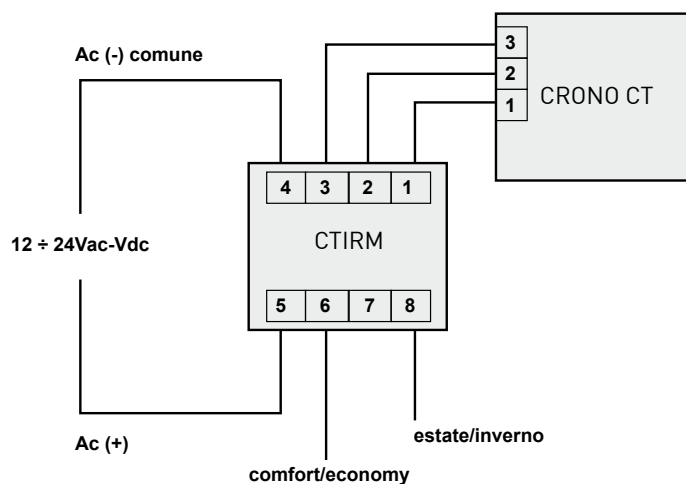 Ac (-) comune
3
2
1
CRONO CT
4 3 2 1
CTIRM
12 ÷ 24Vac-Vdc
5 6 7 8
estate/inverno
Ac (+)
comfort/economy